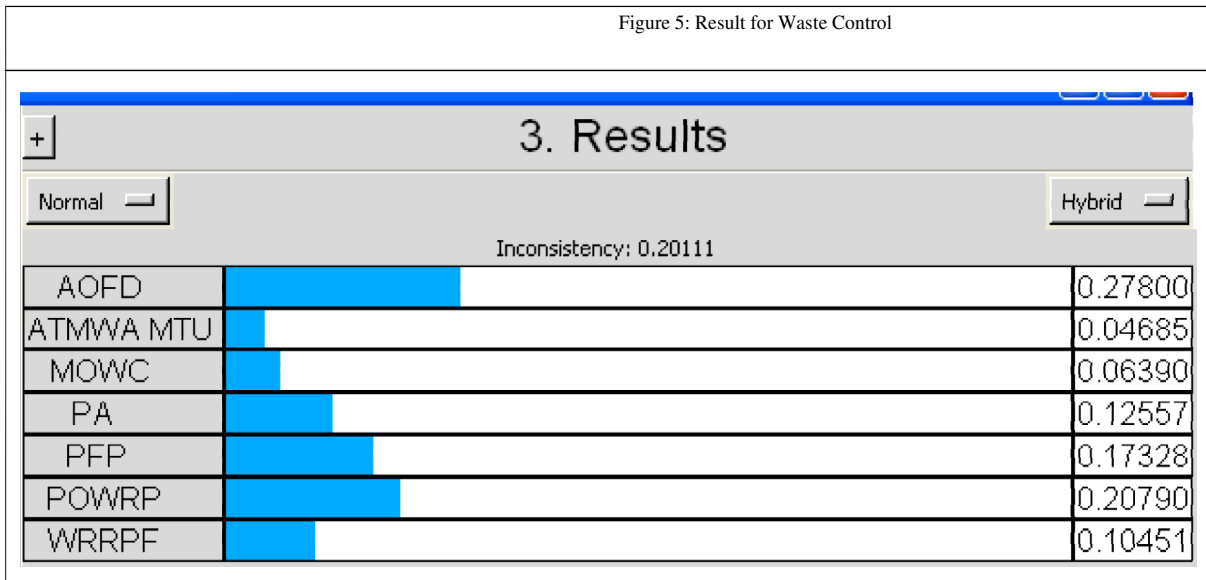 Figure 5: Result for Waste Control
+ 3. Results
Normal Hybrid
Inconsistency: 0.20111
AOFD 0.27800
ATMWA MTU 0.04685
MOWC 0.06390
PA 0.12557
PFP 0.17328
POWRP 0.20790
WRRPF 0.10451